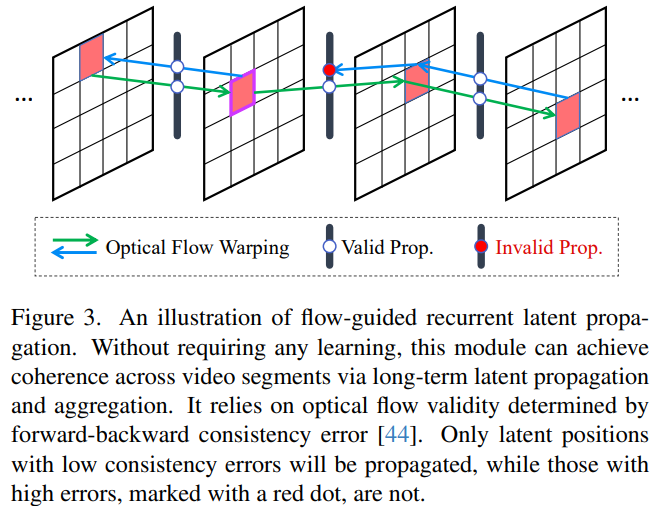 ... ...
Optical Flow Warping Valid Prop. Invalid Prop.
Figure 3. An illustration of flow-guided recurrent latent propa-
gation. Without requiring any learning, this module can achieve
coherence across video segments via long-term latent propagation
and aggregation. It relies on optical flow validity determined by
forward-backward consistency error [44]. Only latent positions
with low consistency errors will be propagated, while those with
high errors, marked with a red dot, are not.